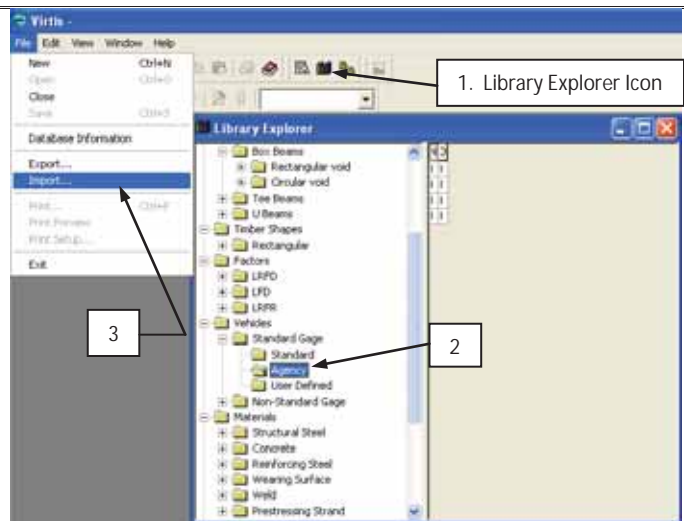 Virtis -
File Edit View Window Help
New Ctrl+N
Open Ctrl+O
Close
Save Ctrl+S
Database Information
Export...
Import...
Print... Ctrl+P
Print Preview
Print Setup...
Exit
1. Library Explorer Icon
Library Explorer
Box Beams
Rectangular void
Circular void
Tee Beams
U Beams
Timber Shapes
Rectangular
Factors
LRFD
LFD
LRFR
Vehicles
Standard Gage
Standard
Agency
User Defined
Non-Standard Gage
Materials
Structural Steel
Concrete
Reinforcing Steel
Wearing Surface
Weld
Prestressing Strand
2
3